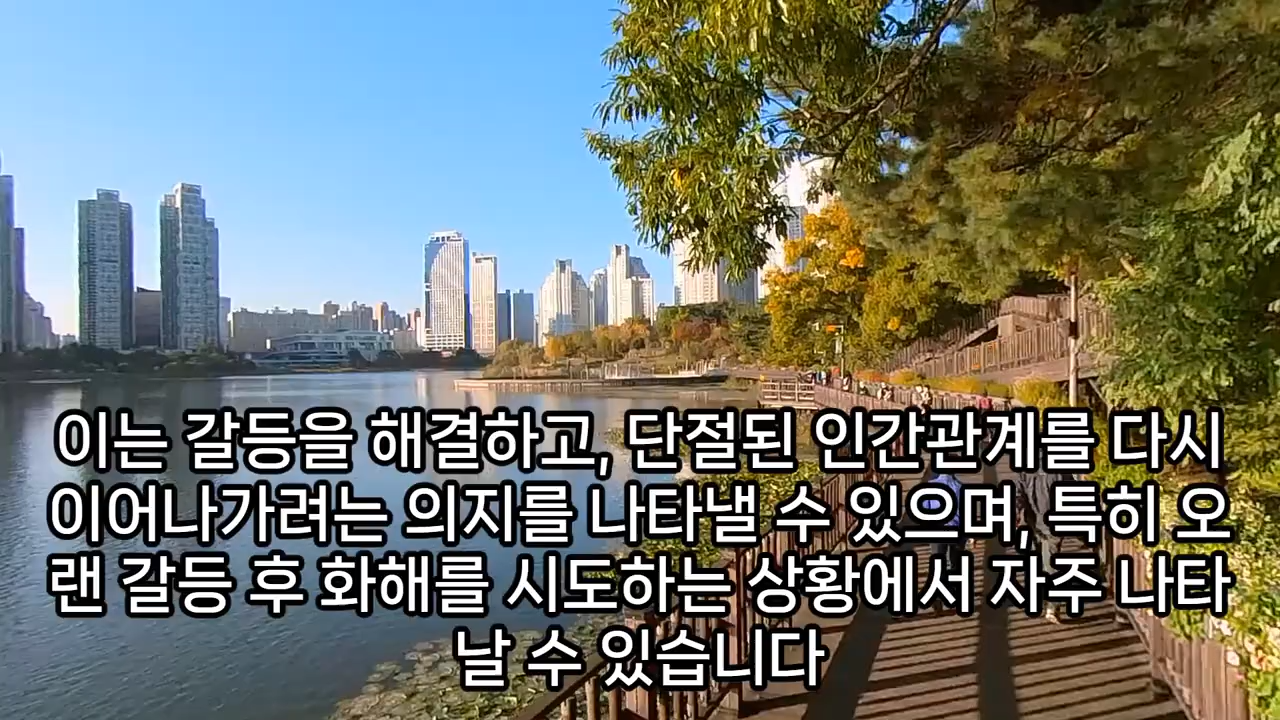 이는 갈등을 해결하고, 단절된 인간관계를 다시
이어나가려는 의지를 나타낼 수 있으며, 특히 오
랜 갈등 후 화해를 시도하는 상황에서 자주 나타
날 수 있습니다